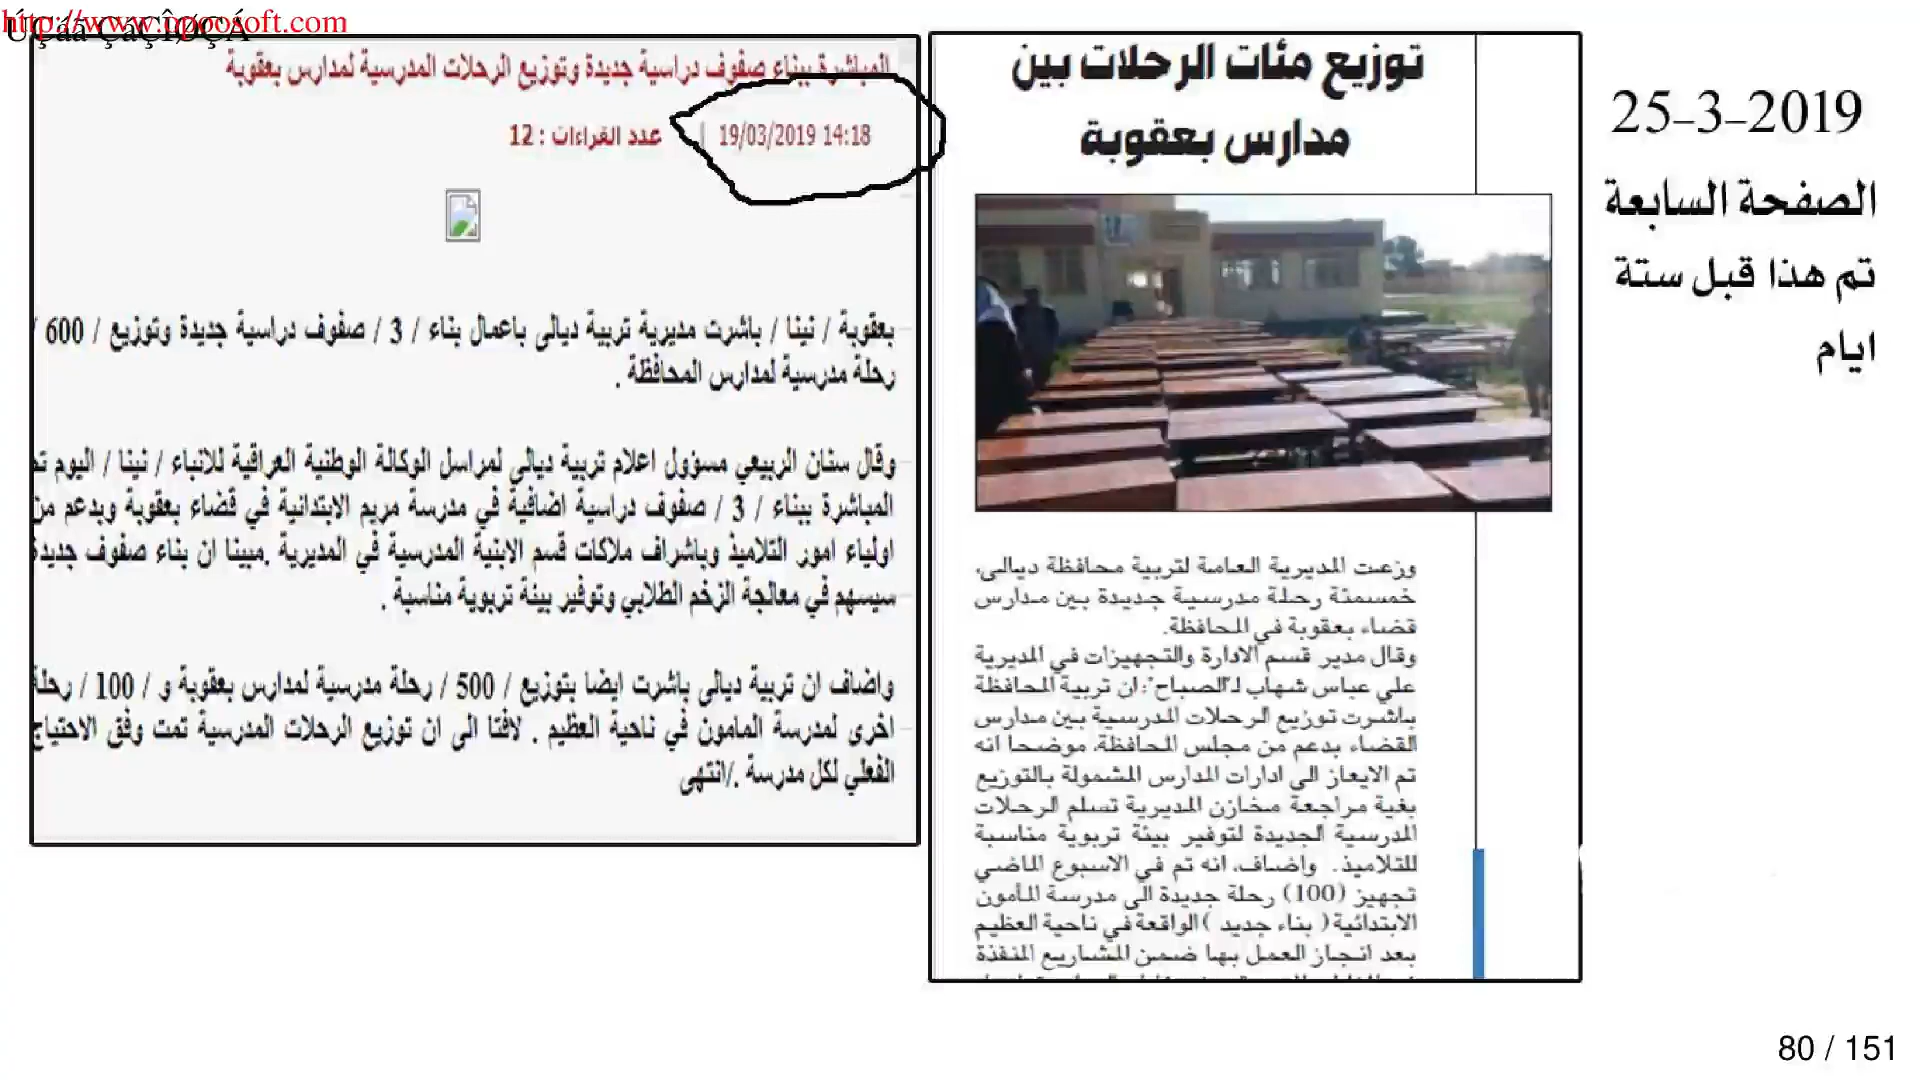 http://www.oposoft.com
المباشرة ببناء صفوف دراسية جديدة وتوزيع الرحلات المدرسية لمدارس بعقوبة
19/03/2019 14:18 | عدد القراءات : 12
بعقوبة / نينا / باشرت مديرية تربية ديالى باعمال بناء / 3 / صفوف دراسية جديدة وتوزيع / 600 /
رحلة مدرسية لمدارس المحافظة .
وقال سنان الربيعي مسؤول اعلام تربية ديالى لمراسل الوكالة الوطنية العراقية للانباء / نينا / اليوم تم
المباشرة ببناء / 3 / صفوف دراسية اضافية في مدرسة مريم الابتدانية في قضاء بعقوبة وبدعم من
اولياء امور التلاميذ وباشراف ملاكات قسم الابنية المدرسية في المديرية .مبينا ان بناء صفوف جديدة
سيسهم في معالجة الزخم الطلابي وتوفير بيئة تربوية مناسبة .
واضاف ان تربية ديالى باشرت ايضا بتوزيع / 500 / رحلة مدرسية لمدارس بعقوبة و / 100 / رحلة
اخرى لمدرسة المامون في ناحية العظيم . لافتا الى ان توزيع الرحلات المدرسية تمت وفق الاحتياج
الفعلي لكل مدرسة ./انتهى
توزيع مئات الرحلات بين
مدارس بعقوبة
وزعت المديرية العامة لتربية محافظة ديالى،
خمسمئة رحلة مدرسية جديدة بين مدارس
قضاء بعقوبة في المحافظة.
وقال مدير قسم الادارة والتجهيزات في المديرية
علي عباس شهاب لـ"الصباح": ان تربية المحافظة
باشرت توزيع الرحلات المدرسية بين مدارس
القضاء بدعم من مجلس المحافظة، موضحا انه
تم الايعاز الى ادارات المدارس المشمولة بالتوزيع
بغية مراجعة مخازن المديرية تسلم الرحلات
المدرسية الجديدة لتوفير بيئة تربوية مناسبة
للتلاميذ. واضاف، انه تم في الاسبوع الماضي
تجهيز (100) رحلة جديدة الى مدرسة المأمون
الابتدائية ( بناء جديد ) الواقعة في ناحية العظيم
بعد انجاز العمل بها ضمن المشاريع المنفذة
25-3-2019
الصفحة السابعة
تم هذا قبل ستة
ايام
80 / 151